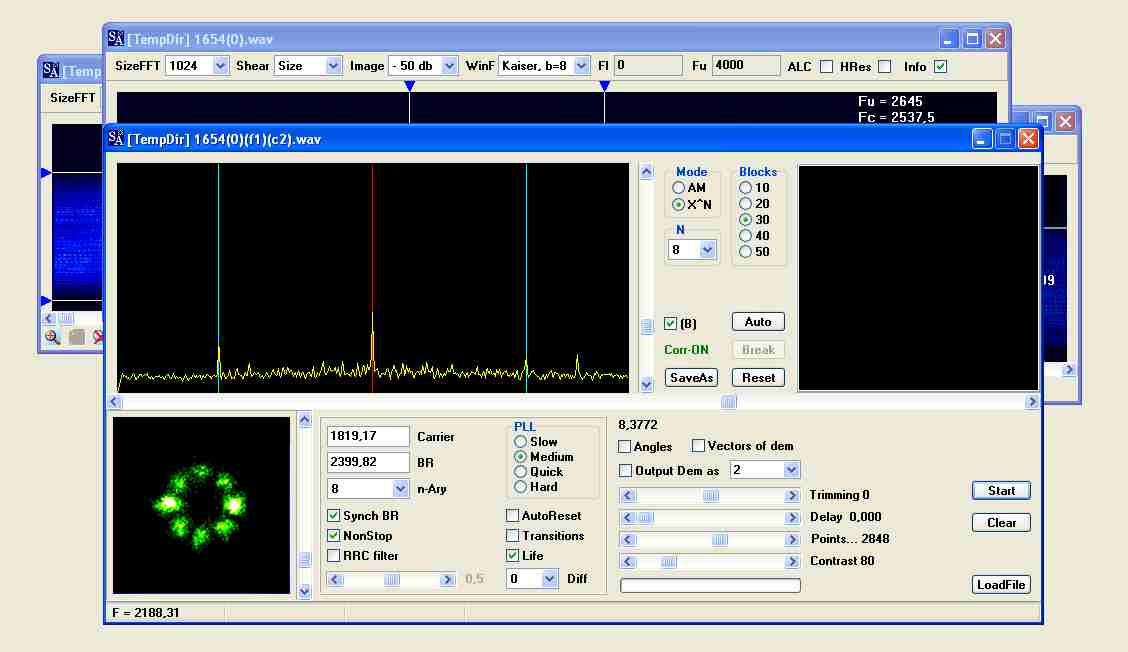 [TempDir] 1654(0).wav
SizeFFT 1024 Shear Size Image - 50 db WinF Kaiser, b=8 Fl 0 Fu 4000 ALC HRes Info
[Temp
SizeFFT
Fu = 2645
Fc = 2537,5
[TempDir] 1654(0)(f1)(c2).wav
Mode
AM
X^N
N
8
Blocks
10
20
30
40
50
(B)
Auto
Corr-ON
Break
SaveAs
Reset
1819,17 Carrier
2399,82 BR
8 n-Ary
Synch BR
NonStop
RRC filter
0,5
PLL
Slow
Medium
Quick
Hard
AutoReset
Transitions
Life
0 Diff
8,3772
Angles Vectors of dem
Output Dem as 2
Trimming 0
Delay 0,000
Points... 2848
Contrast 80
Start
Clear
LoadFile
F = 2188,31